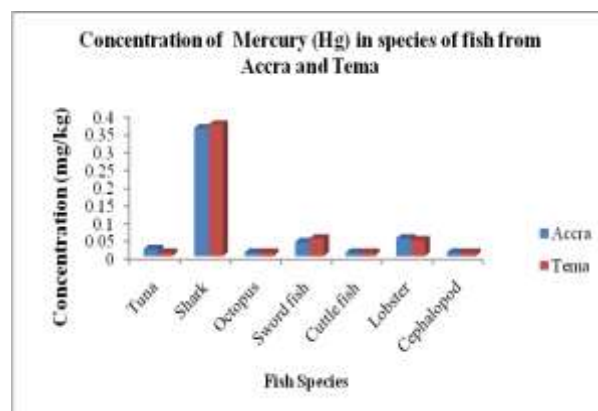 Concentration of Mercury (Hg) in species of fish from
Accra and Tema
Concentration (mg/kg)
0.4
0.35
0.3
0.25
0.2
0.15
0.1
0.05
0
Tuna
Shark
Octopus
Sword fish
Cuttle fish
Lobster
Cephalopod
Fish Species
Accra
Tema